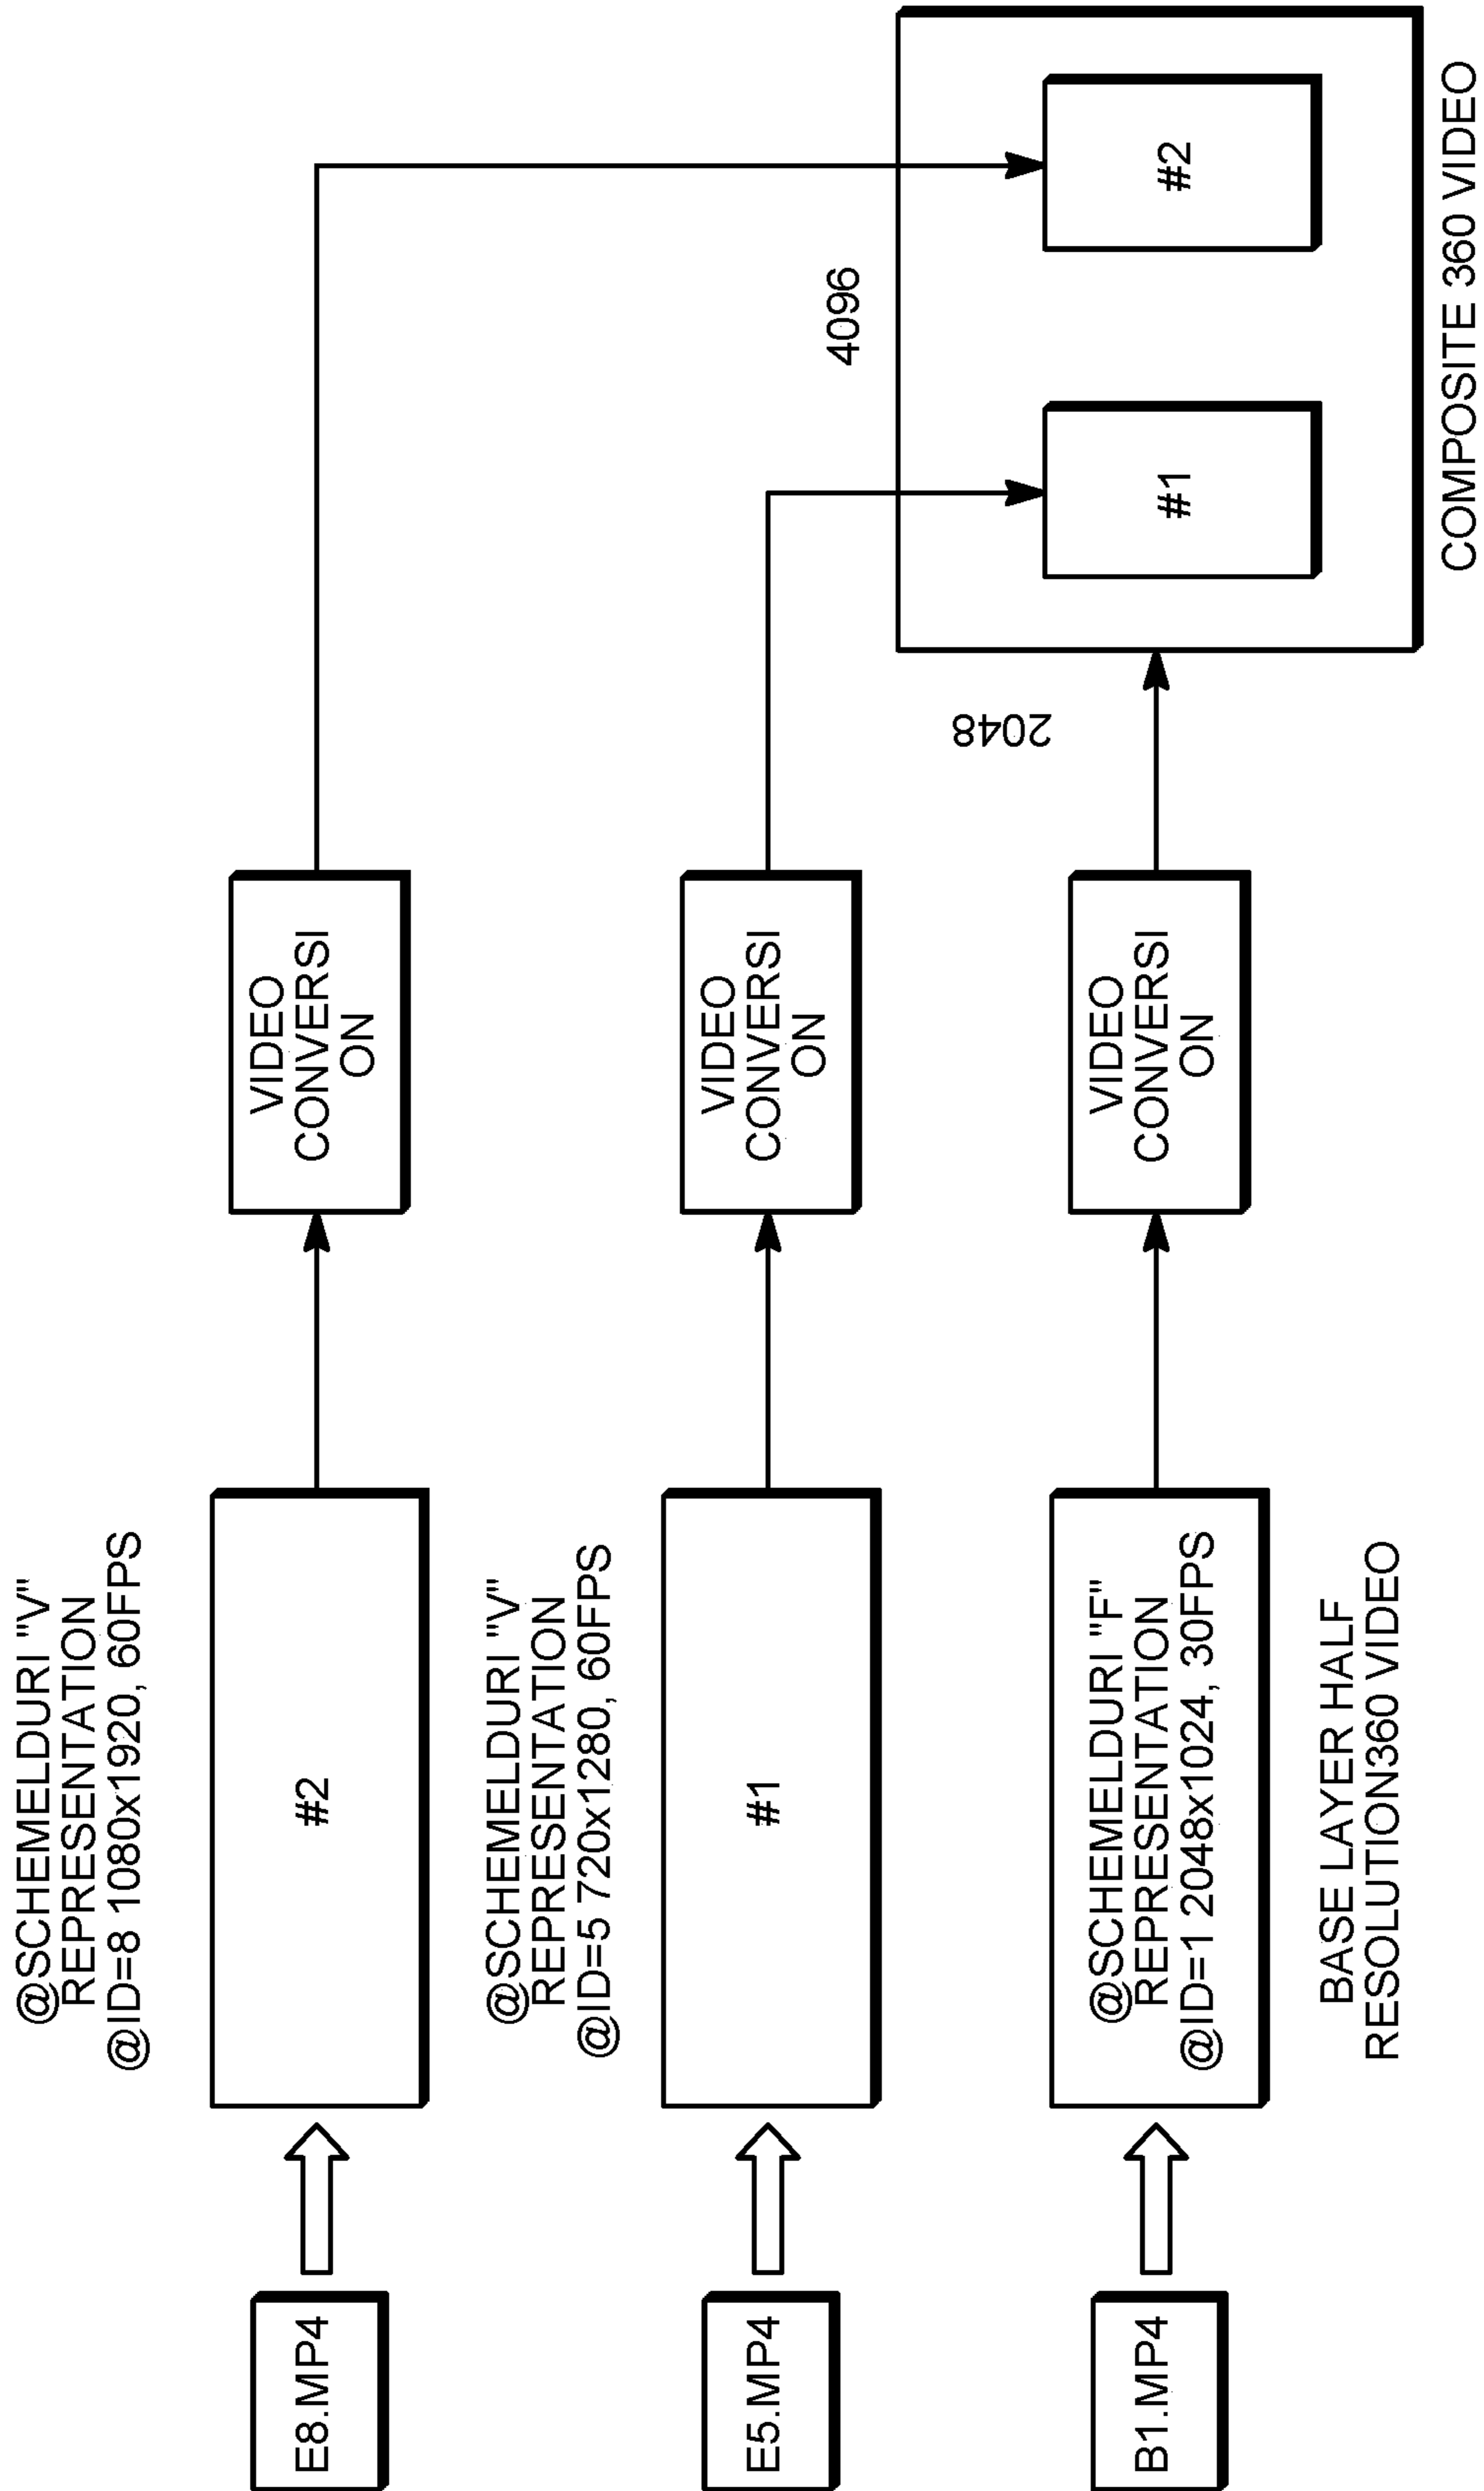 @SCHEMELDURI "V"
REPRESENTATION
@ID=8 1080x1920, 60FPS
E8.MP4
#2
VIDEO
CONVERSI
ON
@SCHEMELDURI "V"
REPRESENTATION
@ID=5 720x1280, 60FPS
E5.MP4
#1
VIDEO
CONVERSI
ON
4096
2048
#1
#2
B1.MP4
@SCHEMELDURI "F"
REPRESENTATION
@ID=1 2048x1024, 30FPS
VIDEO
CONVERSI
ON
BASE LAYER HALF
RESOLUTION360 VIDEO
COMPOSITE 360 VIDEO